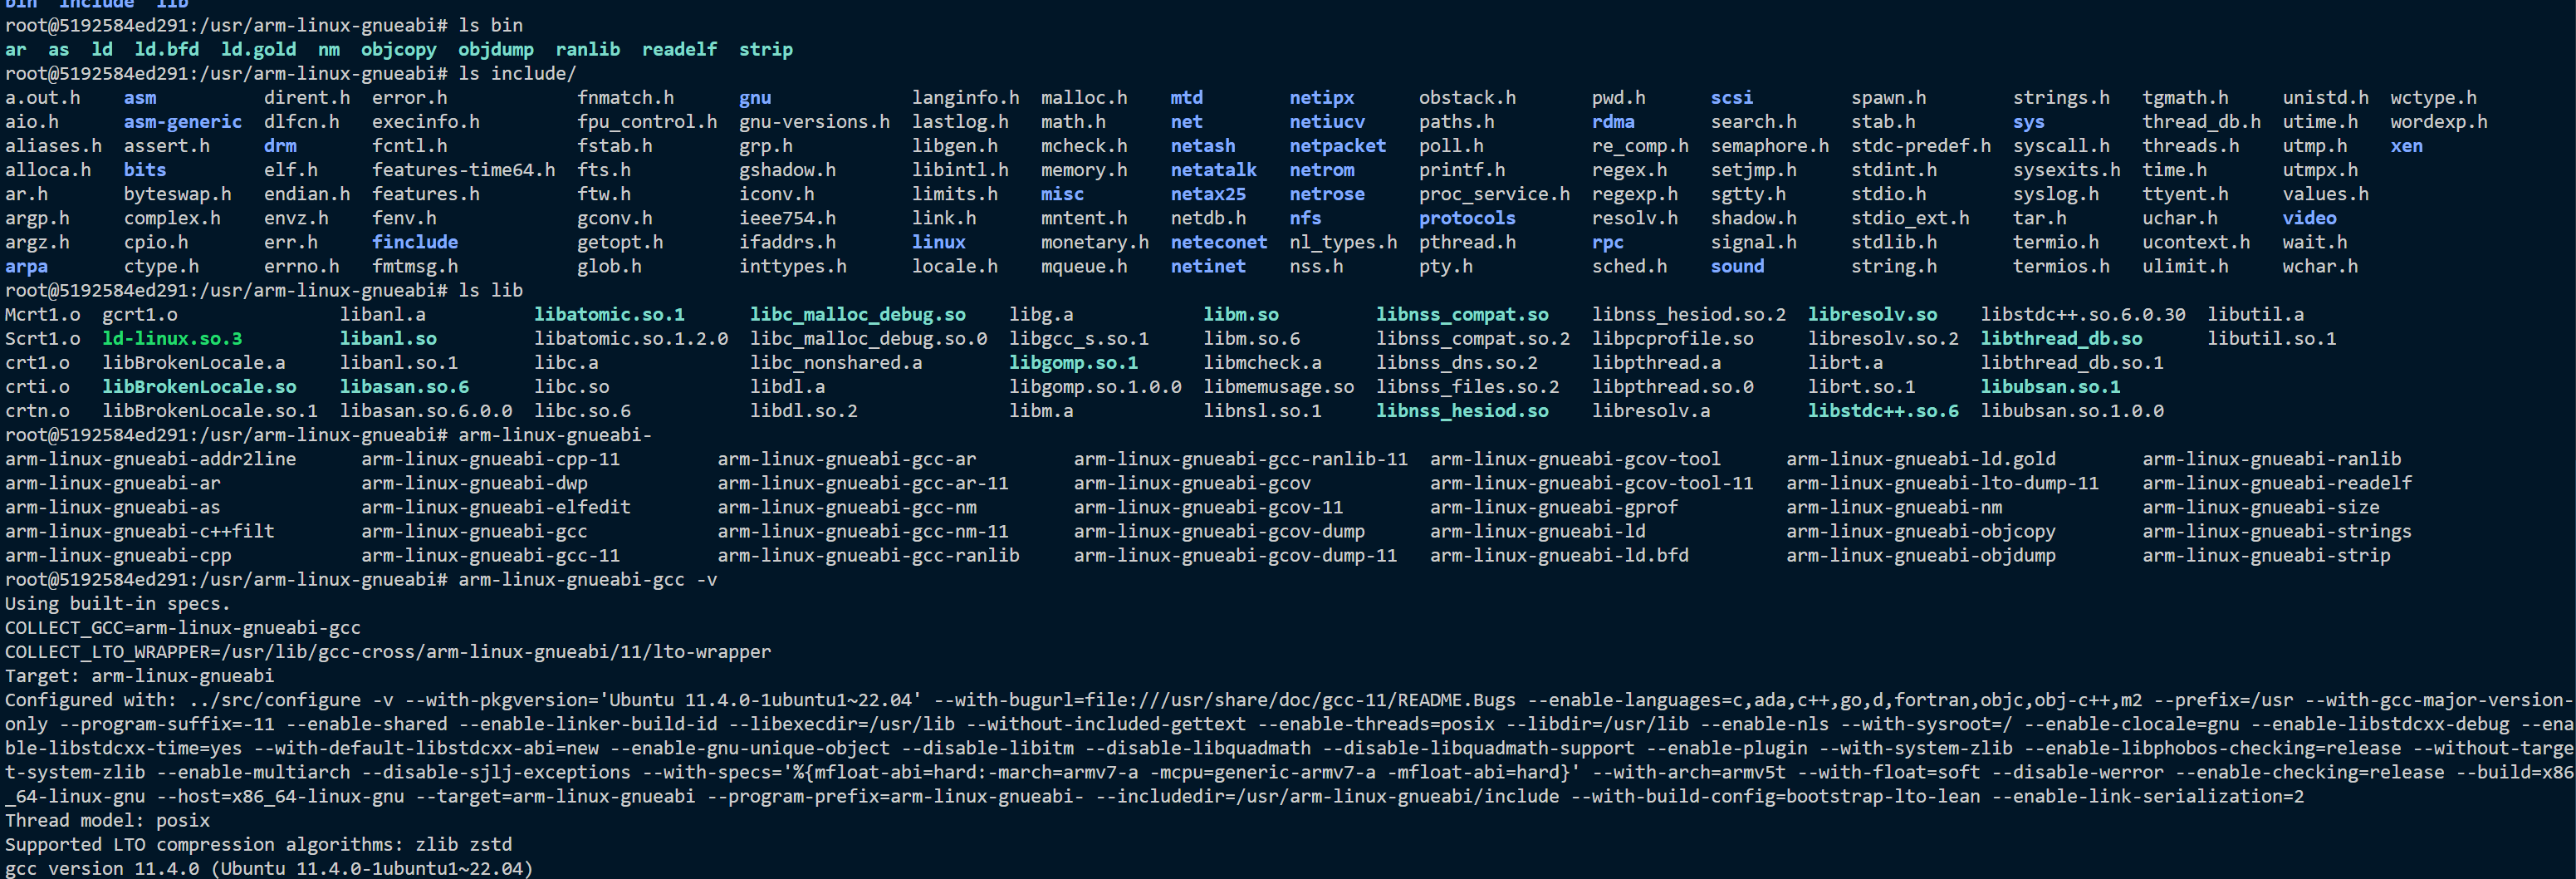 bin  include  lib
root@5192584ed291:/usr/arm-linux-gnueabi# ls bin
ar  as  ld  ld.bfd  ld.gold  nm  objcopy  objdump  ranlib  readelf  strip
root@5192584ed291:/usr/arm-linux-gnueabi# ls include/
a.out.h    asm          dirent.h  error.h            fnmatch.h      gnu             langinfo.h  malloc.h    mtd        netipx     obstack.h       pwd.h      scsi         spawn.h        strings.h    tgmath.h     unistd.h  wctype.h
aio.h      asm-generic  dlfcn.h   execinfo.h         fpu_control.h  gnu-versions.h  lastlog.h   math.h      net        netiucv    paths.h         rdma       search.h     stab.h         sys          thread_db.h  utime.h   wordexp.h
aliases.h  assert.h     drm       fcntl.h            fstab.h        grp.h           libgen.h    mcheck.h    netash     netpacket  poll.h          re_comp.h  semaphore.h  stdc-predef.h  syscall.h    threads.h    utmp.h    xen
alloca.h   bits         elf.h     features-time64.h  fts.h          gshadow.h       libintl.h   memory.h    netatalk   netrom     printf.h        regex.h    setjmp.h     stdint.h       sysexits.h   time.h       utmpx.h
ar.h       byteswap.h   endian.h  features.h         ftw.h          iconv.h         limits.h    misc        netax25    netrose    proc_service.h  regexp.h   sgtty.h      stdio.h        syslog.h     ttyent.h     values.h
argp.h     complex.h    envz.h    fenv.h             gconv.h        ieee754.h       link.h      mntent.h    netdb.h    nfs        protocols       resolv.h   shadow.h     stdio_ext.h    tar.h        uchar.h      video
argz.h     cpio.h       err.h     finclude           getopt.h       ifaddrs.h       linux       monetary.h  neteconet  nl_types.h  pthread.h      rpc        signal.h     stdlib.h       termio.h     ucontext.h   wait.h
arpa       ctype.h      errno.h   fmtmsg.h           glob.h         inttypes.h      locale.h    mqueue.h    netinet    nss.h      pty.h           sched.h    sound        string.h       termios.h    ulimit.h     wchar.h
root@5192584ed291:/usr/arm-linux-gnueabi# ls lib
Mcrt1.o  gcrt1.o               libanl.a          libatomic.so.1      libc_malloc_debug.so    libg.a           libm.so         libnss_compat.so    libnss_hesiod.so.2  libresolv.so    libstdc++.so.6.0.30  libutil.a
Scrt1.o  ld-linux.so.3         libanl.so         libatomic.so.1.2.0  libc_malloc_debug.so.0  libgcc_s.so.1    libm.so.6       libnss_compat.so.2  libpcprofile.so     libresolv.so.2  libthread_db.so      libutil.so.1
crt1.o   libBrokenLocale.a     libanl.so.1       libc.a              libc_nonshared.a        libgomp.so.1     libmcheck.a     libnss_dns.so.2     libpthread.a        librt.a         libthread_db.so.1
crti.o   libBrokenLocale.so    libasan.so.6      libc.so             libdl.a                 libgomp.so.1.0.0  libmemusage.so  libnss_files.so.2   libpthread.so.0     librt.so.1      libubsan.so.1
crtn.o   libBrokenLocale.so.1  libasan.so.6.0.0  libc.so.6           libdl.so.2              libm.a           libnsl.so.1     libnss_hesiod.so    libresolv.a         libstdc++.so.6  libubsan.so.1.0.0
root@5192584ed291:/usr/arm-linux-gnueabi# arm-linux-gnueabi-
arm-linux-gnueabi-addr2line     arm-linux-gnueabi-cpp-11        arm-linux-gnueabi-gcc-ar        arm-linux-gnueabi-gcc-ranlib-11  arm-linux-gnueabi-gcov-tool     arm-linux-gnueabi-ld.gold       arm-linux-gnueabi-ranlib
arm-linux-gnueabi-ar            arm-linux-gnueabi-dwp           arm-linux-gnueabi-gcc-ar-11     arm-linux-gnueabi-gcov          arm-linux-gnueabi-gcov-tool-11  arm-linux-gnueabi-lto-dump-11   arm-linux-gnueabi-readelf
arm-linux-gnueabi-as            arm-linux-gnueabi-elfedit       arm-linux-gnueabi-gcc-nm        arm-linux-gnueabi-gcov-11       arm-linux-gnueabi-gprof         arm-linux-gnueabi-nm            arm-linux-gnueabi-size
arm-linux-gnueabi-c++filt       arm-linux-gnueabi-gcc           arm-linux-gnueabi-gcc-nm-11     arm-linux-gnueabi-gcov-dump     arm-linux-gnueabi-ld            arm-linux-gnueabi-objcopy       arm-linux-gnueabi-strings
arm-linux-gnueabi-cpp           arm-linux-gnueabi-gcc-11        arm-linux-gnueabi-gcc-ranlib    arm-linux-gnueabi-gcov-dump-11  arm-linux-gnueabi-ld.bfd        arm-linux-gnueabi-objdump       arm-linux-gnueabi-strip
root@5192584ed291:/usr/arm-linux-gnueabi# arm-linux-gnueabi-gcc -v
Using built-in specs.
COLLECT_GCC=arm-linux-gnueabi-gcc
COLLECT_LTO_WRAPPER=/usr/lib/gcc-cross/arm-linux-gnueabi/11/lto-wrapper
Target: arm-linux-gnueabi
Configured with: ../src/configure -v --with-pkgversion='Ubuntu 11.4.0-1ubuntu1~22.04' --with-bugurl=file:///usr/share/doc/gcc-11/README.Bugs --enable-languages=c,ada,c++,go,d,fortran,objc,obj-c++,m2 --prefix=/usr --with-gcc-major-version-
only --program-suffix=-11 --enable-shared --enable-linker-build-id --libexecdir=/usr/lib --without-included-gettext --enable-threads=posix --libdir=/usr/lib --enable-nls --with-sysroot=/ --enable-clocale=gnu --enable-libstdcxx-debug --ena
ble-libstdcxx-time=yes --with-default-libstdcxx-abi=new --enable-gnu-unique-object --disable-libitm --disable-libquadmath --disable-libquadmath-support --enable-plugin --with-system-zlib --enable-libphobos-checking=release --without-targe
t-system-zlib --enable-multiarch --disable-sjlj-exceptions --with-specs='%{mfloat-abi=hard:-march=armv7-a -mcpu=generic-armv7-a -mfloat-abi=hard}' --with-arch=armv5t --with-float=soft --disable-werror --enable-checking=release --build=x86
_64-linux-gnu --host=x86_64-linux-gnu --target=arm-linux-gnueabi --program-prefix=arm-linux-gnueabi- --includedir=/usr/arm-linux-gnueabi/include --with-build-config=bootstrap-lto-lean --enable-link-serialization=2
Thread model: posix
Supported LTO compression algorithms: zlib zstd
gcc version 11.4.0 (Ubuntu 11.4.0-1ubuntu1~22.04)